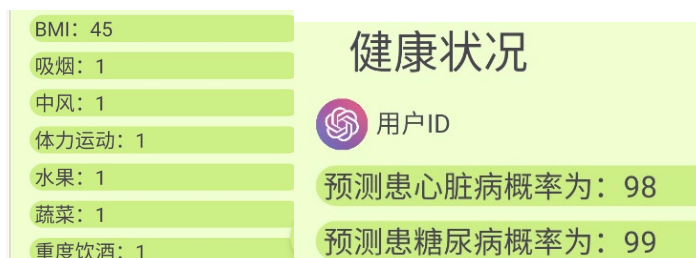 BMI：45
吸烟：1
中风：1
体力运动：1
水果：1
蔬菜：1
重度饮酒：1
健康状况
用户ID
预测患心脏病概率为：98
预测患糖尿病概率为：99